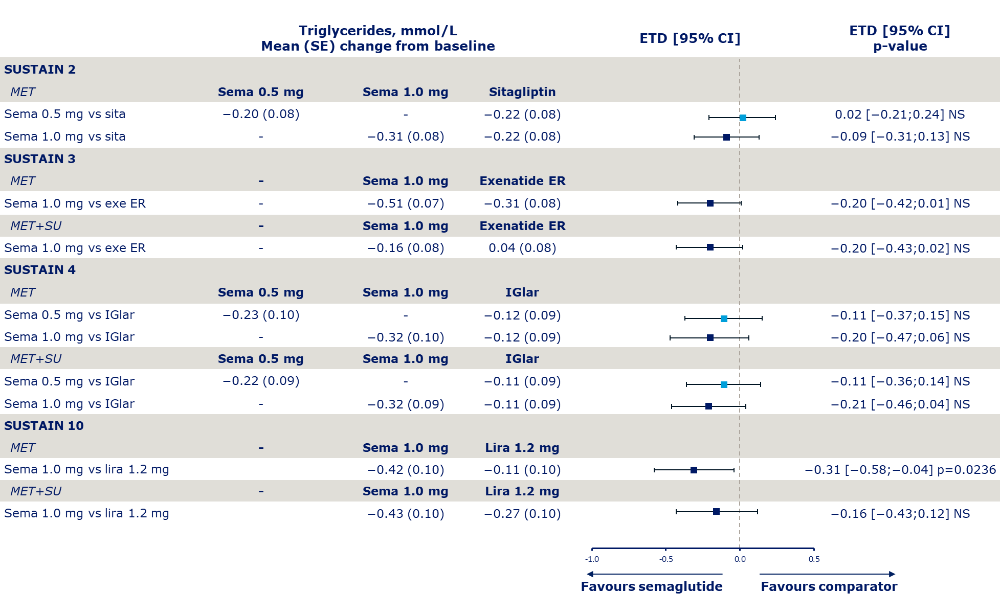 Triglycerides, mmol/L
Mean (SE) change from baseline
ETD [95% CI]
ETD [95% CI]
p-value
SUSTAIN 2
MET Sema 0.5 mg Sema 1.0 mg Sitagliptin
Sema 0.5 mg vs sita −0.20 (0.08) - −0.22 (0.08) 0.02 [−0.21;0.24] NS
Sema 1.0 mg vs sita - −0.31 (0.08) −0.22 (0.08) −0.09 [−0.31;0.13] NS
SUSTAIN 3
MET - Sema 1.0 mg Exenatide ER
Sema 1.0 mg vs exe ER - −0.51 (0.07) −0.31 (0.08) −0.20 [−0.42;0.01] NS
MET+SU - Sema 1.0 mg Exenatide ER
Sema 1.0 mg vs exe ER - −0.16 (0.08) 0.04 (0.08) −0.20 [−0.43;0.02] NS
SUSTAIN 4
MET Sema 0.5 mg Sema 1.0 mg IGlar
Sema 0.5 mg vs IGlar −0.23 (0.10) - −0.12 (0.09) −0.11 [−0.37;0.15] NS
Sema 1.0 mg vs IGlar - −0.32 (0.10) −0.12 (0.09) −0.20 [−0.47;0.06] NS
MET+SU Sema 0.5 mg Sema 1.0 mg IGlar
Sema 0.5 mg vs IGlar −0.22 (0.09) - −0.11 (0.09) −0.11 [−0.36;0.14] NS
Sema 1.0 mg vs IGlar - −0.32 (0.09) −0.11 (0.09) −0.21 [−0.46;0.04] NS
SUSTAIN 10
MET - Sema 1.0 mg Lira 1.2 mg
Sema 1.0 mg vs lira 1.2 mg −0.42 (0.10) −0.11 (0.10) −0.31 [−0.58;−0.04] p=0.0236
MET+SU - Sema 1.0 mg Lira 1.2 mg
Sema 1.0 mg vs lira 1.2 mg −0.43 (0.10) −0.27 (0.10) −0.16 [−0.43;0.12] NS
-1.0 -0.5 0.0 0.5
Favours semaglutide Favours comparator